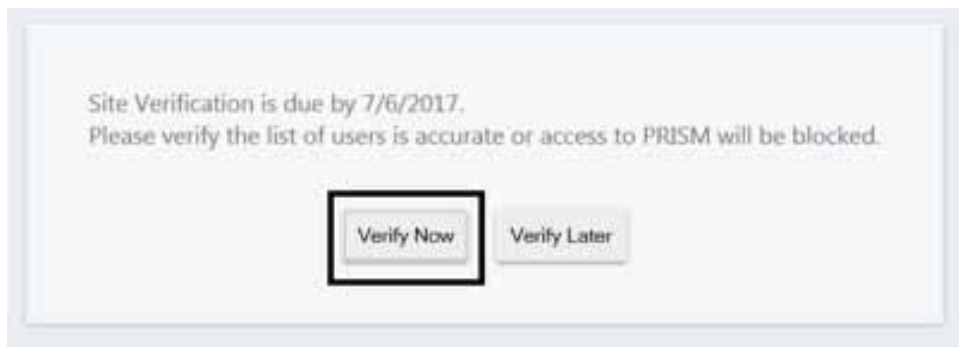 Site Verification is due by 7/6/2017.
Please verify the list of users is accurate or access to PRISM will be blocked.
Verify Now Verify Later